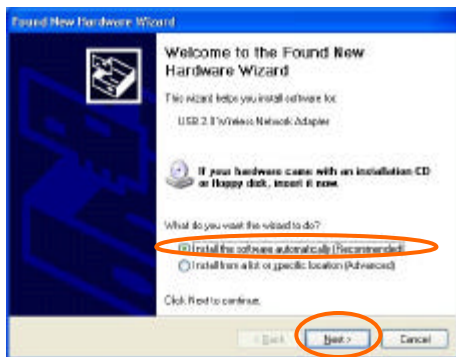 Found New Hardware Wizard
Welcome to the Found New
Hardware Wizard
This wizard helps you install software for:
USB 2.0 Wireless Network Adapter
If your hardware came with an installation CD
or floppy disk, insert it now.
What do you want the wizard to do?
Install the software automatically (Recommended)
Install from a list or specific location (Advanced)
Click Next to continue.
< Back
Next >
Cancel